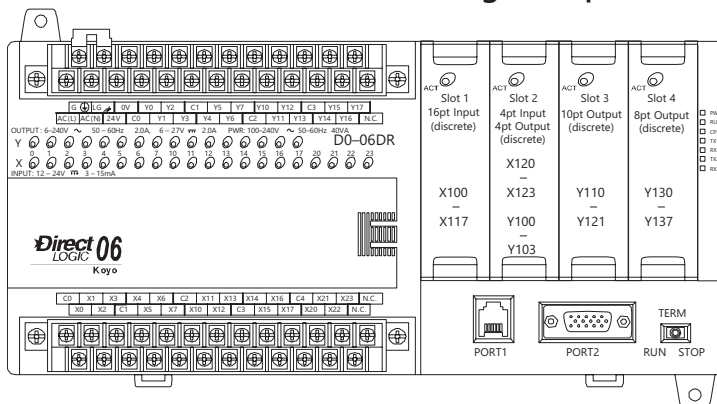 ACT
Slot 1
16pt Input
(discrete)
X100
–
X117
ACT
Slot 2
4pt Input
4pt Output
(discrete)
X120
–
X123
Y100
–
Y103
ACT
Slot 3
10pt Output
(discrete)
Y110
–
Y121
ACT
Slot 4
8pt Output
(discrete)
Y130
–
Y137
G LG 0V Y0 Y2 C1 Y5 Y7 Y10 Y12 C3 Y15 Y17
AC(L) AC(N) 24V C0 Y1 Y3 Y4 Y6 C2 Y11 Y13 Y14 Y16 N.C.
OUTPUT: 6–240V ~ 50 – 60Hz 2.0A, 6 – 27V ⎓ 2.0A PWR: 100–240V ~ 50–60Hz 40VA
D0–06DR
Y
0 1 2 3 4 5 6 7 10 11 12 13 14 15 16 17 20 21 22 23
X
INPUT: 12 – 24V ⎓ 3 – 15mA
Direct 06
LOGIC
Koyo
C0 X1 X3 X4 X6 C2 X11 X13 X14 X16 C4 X21 X23 N.C.
X0 X2 C1 X5 X7 X10 X12 C3 X15 X17 X20 X22 N.C.
PORT1
PORT2
TERM
RUN STOP